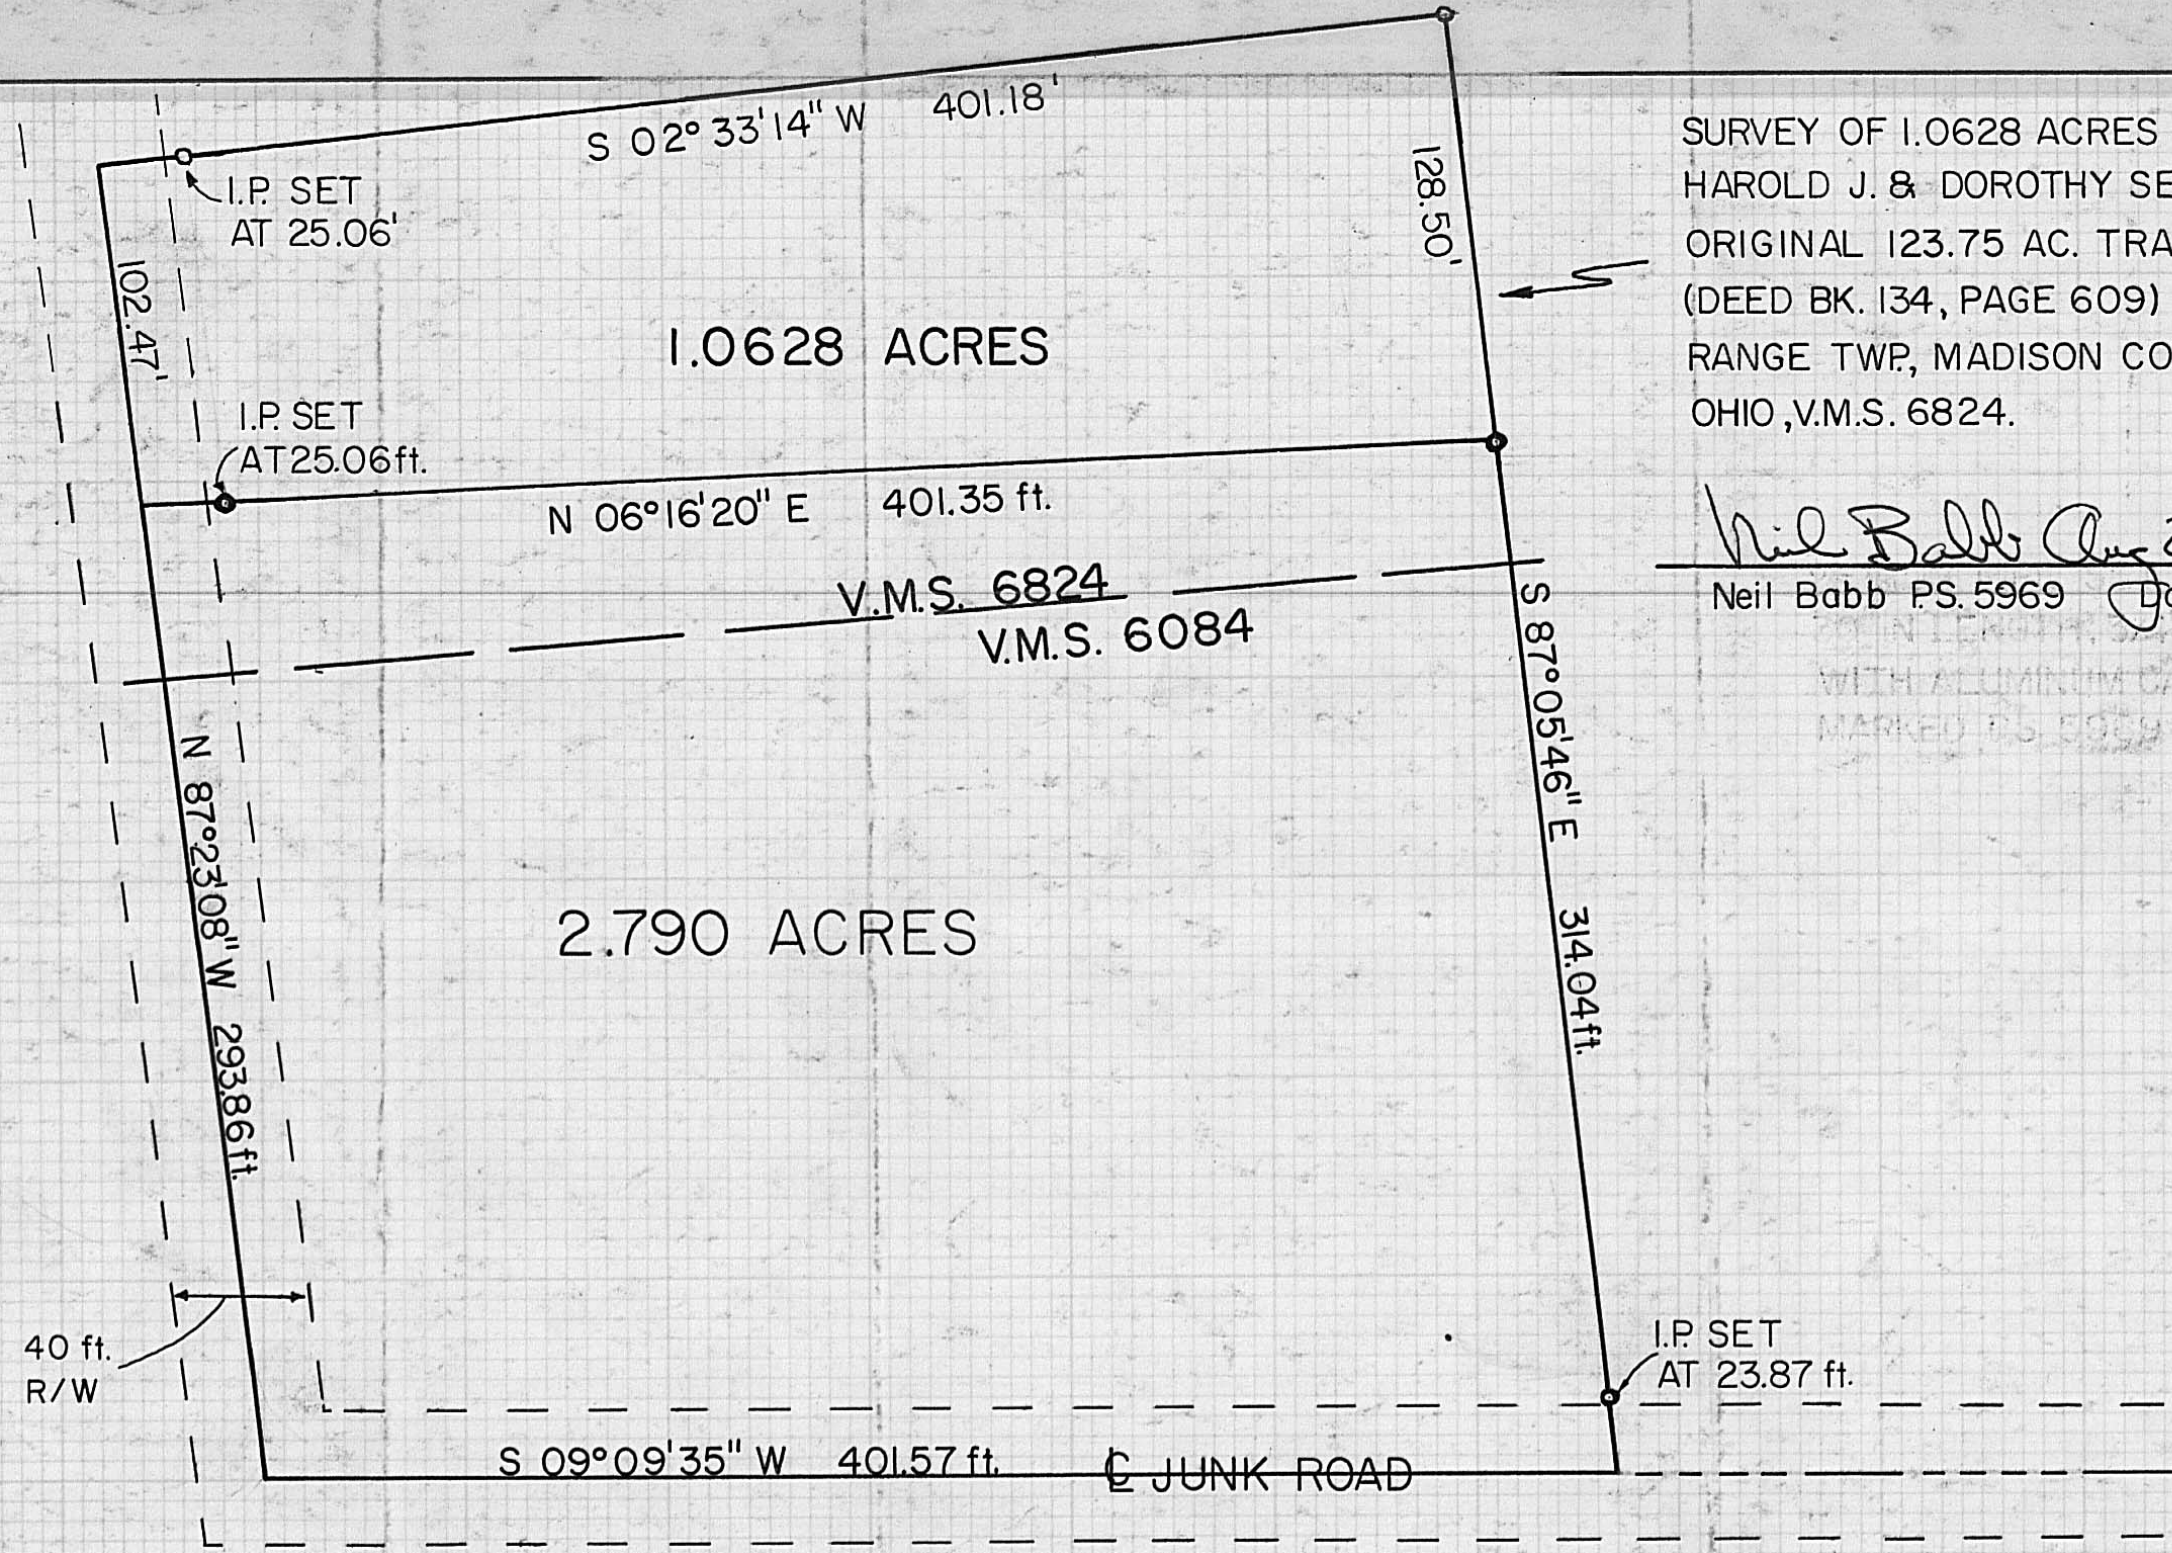 S 02° 33'14" W 401.18'
I.P. SET
AT 25.06'
128.50'
102.47'
1.0628 ACRES
SURVEY OF 1.0628 ACRES
HAROLD J. & DOROTHY
ORIGINAL 123.75 AC.
(DEED BK. 134, PAGE 609)
RANGE TWP., MADISON
OHIO, V.M.S. 6824.
I.P. SET
AT 25.06 ft.
N 06°16'20" E 401.35 ft.
Neil Babb Aug
Neil Babb P.S. 5969
V.M.S. 6824
V.M.S. 6084
S 87°05'46" E 314.04 ft.
N 87°23'08" W 293.86 ft.
2.790 ACRES
40 ft.
R/W
I.P. SET
AT 23.87 ft.
S 09°09'35" W 401.57 ft. ℄ JUNK ROAD